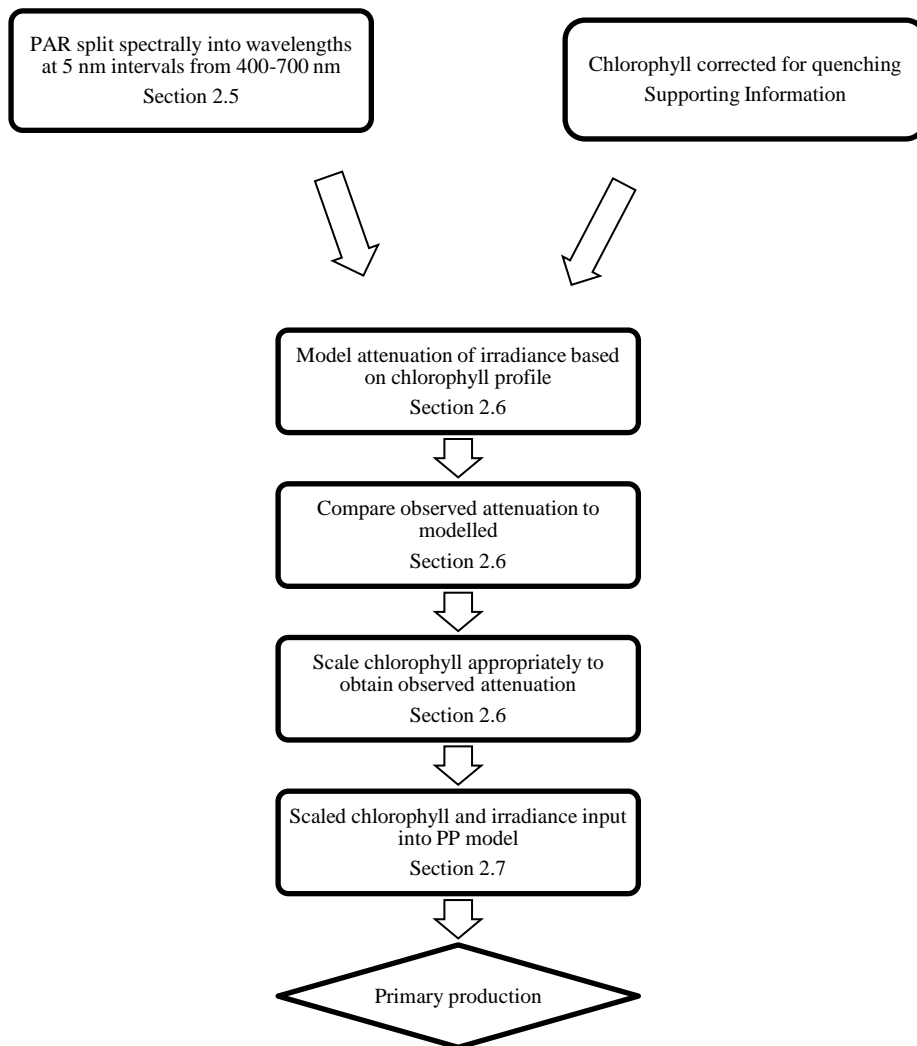 PAR split spectrally into wavelengths
at 5 nm intervals from 400-700 nm
Section 2.5
Chlorophyll corrected for quenching
Supporting Information
Model attenuation of irradiance based
on chlorophyll profile
Section 2.6
Compare observed attenuation to
modelled
Section 2.6
Scale chlorophyll appropriately to
obtain observed attenuation
Section 2.6
Scaled chlorophyll and irradiance input
into PP model
Section 2.7
Primary production